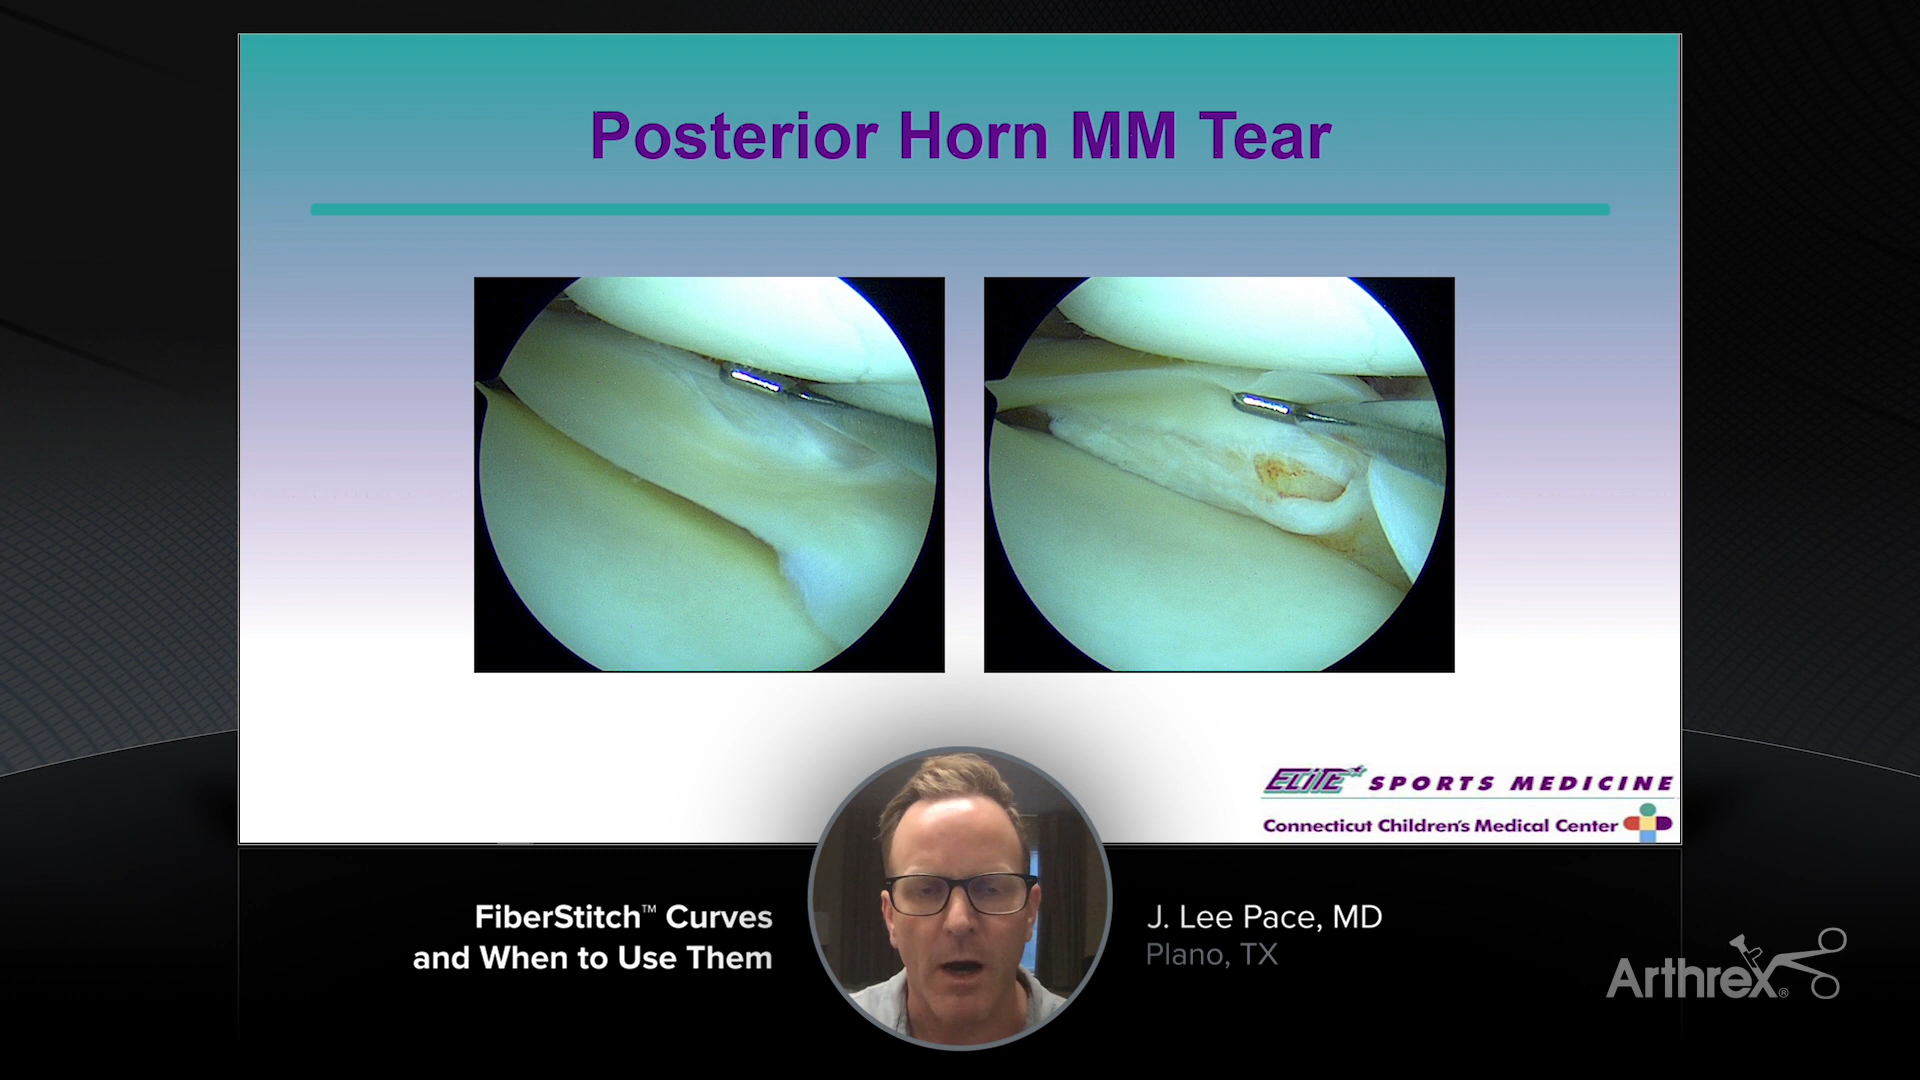 Posterior Horn MM Tear
ELITE SPORTS MEDICINE
Connecticut Children's Medical Center
FiberStitch™ Curves
and When to Use Them
J. Lee Pace, MD
Plano, TX
Arthrex®